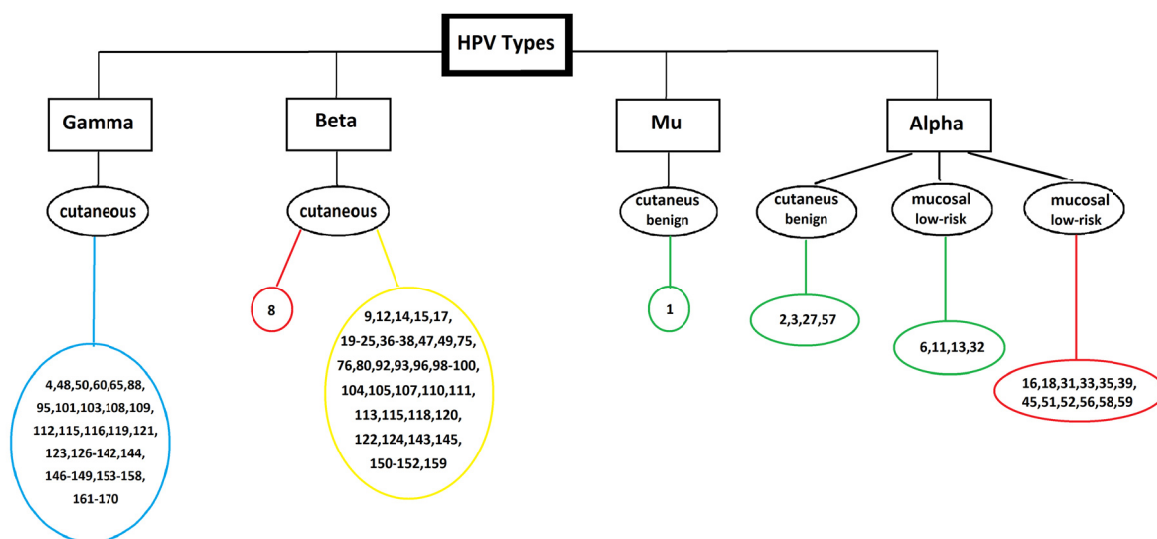 HPV Types
Gamma
Beta
Mu
Alpha
cutaneous
cutaneous
cutaneus
benign
cutaneus
benign
mucosal
low-risk
mucosal
low-risk
4,48,50,60,65,88,
95,101,103,108,109,
112,115,116,119,121,
123,126-142,144,
146-149,153-158,
161-170
8
9,12,14,15,17,
19-25,36-38,47,49,75,
76,80,92,93,96,98-100,
104,105,107,110,111,
113,115,118,120,
122,124,143,145,
150-152,159
1
2,3,27,57
6,11,13,32
16,18,31,33,35,39,
45,51,52,56,58,59